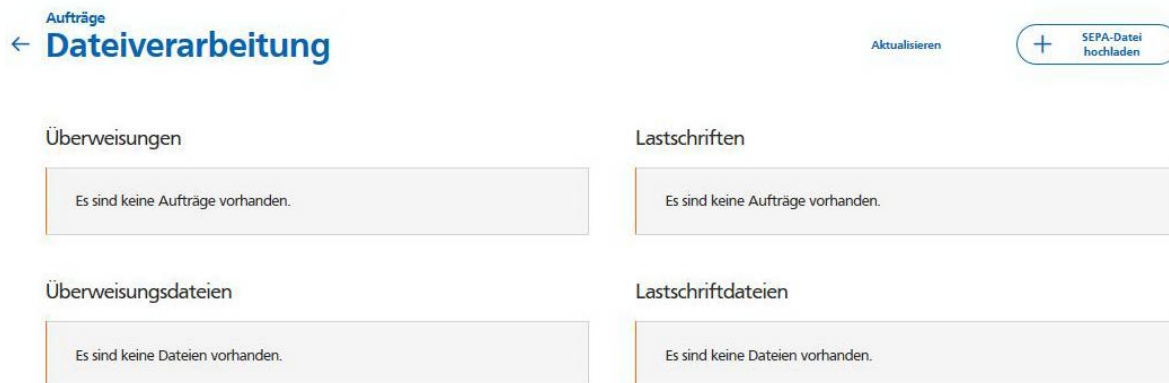 Aufträge
← Dateiverarbeitung
Aktualisieren
+ SEPA-Datei
hochladen
Überweisungen
Es sind keine Aufträge vorhanden.
Lastschriften
Es sind keine Aufträge vorhanden.
Überweisungsdateien
Es sind keine Dateien vorhanden.
Lastschriftdateien
Es sind keine Dateien vorhanden.